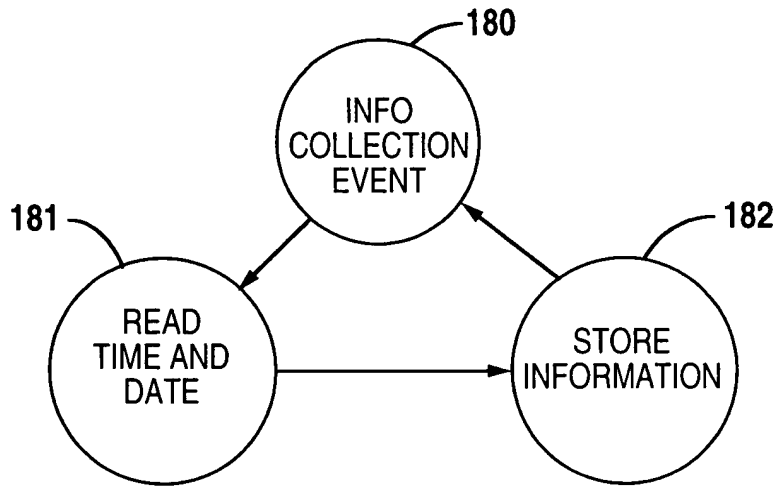 180
INFO
COLLECTION
EVENT
181
READ
TIME AND
DATE
182
STORE
INFORMATION